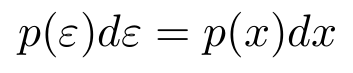 p(ε)dε = p(x)dx